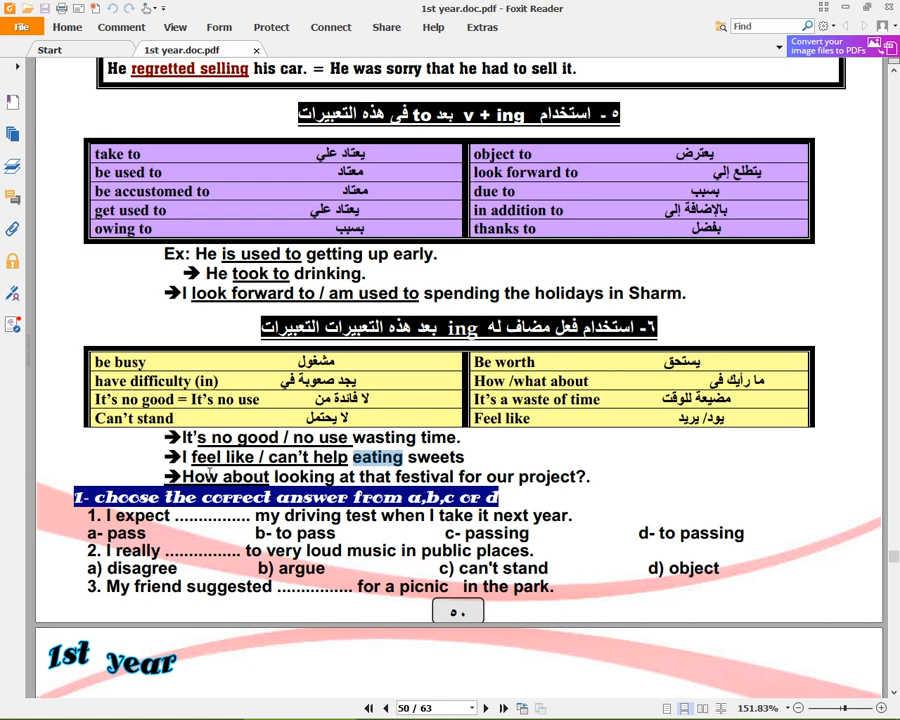 1st year.doc.pdf - Foxit Reader
File Home Comment View Form Protect Connect Share Help Extras
Find
Start 1st year.doc.pdf
Convert your
image files to PDFs
He regretted selling his car. = He was sorry that he had to sell it.
٥ - استخدام v + ing بعد to فى هذه التعبيرات
take to يعتاد علي object to يعترض
be used to معتاد look forward to يتطلع إلي
be accustomed to معتاد due to بسبب
get used to يعتاد علي in addition to بالإضافة إلى
owing to بسبب thanks to بفضل
Ex: He is used to getting up early.
➔ He took to drinking.
➔I look forward to / am used to spending the holidays in Sharm.
٦- استخدام فعل مضاف له ing بعد هذه التعبيرات التعبيرات
be busy مشغول Be worth يستحق
have difficulty (in) يجد صعوبة في How /what about ما رأيك فى
It’s no good = It’s no use لا فائدة من It’s a waste of time مضيعة للوقت
Can’t stand لا يحتمل Feel like يود/ يريد
➔It’s no good / no use wasting time.
➔I feel like / can’t help eating sweets
➔How about looking at that festival for our project?.
1- choose the correct answer from a,b,c or d
1. I expect ................ my driving test when I take it next year.
a- pass b- to pass c- passing d- to passing
2. I really ................ to very loud music in public places.
a) disagree b) argue c) can't stand d) object
3. My friend suggested ................ for a picnic in the park.
٥٠
1st year
50 / 63 151.83%